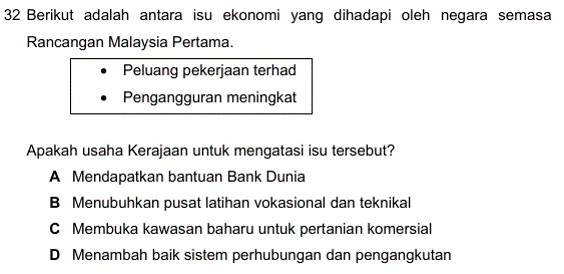 32 Berikut adalah antara isu ekonomi yang dihadapi oleh negara semasa
Rancangan Malaysia Pertama.
• Peluang pekerjaan terhad
• Pengangguran meningkat
Apakah usaha Kerajaan untuk mengatasi isu tersebut?
A Mendapatkan bantuan Bank Dunia
B Menubuhkan pusat latihan vokasional dan teknikal
C Membuka kawasan baharu untuk pertanian komersial
D Menambah baik sistem perhubungan dan pengangkutan